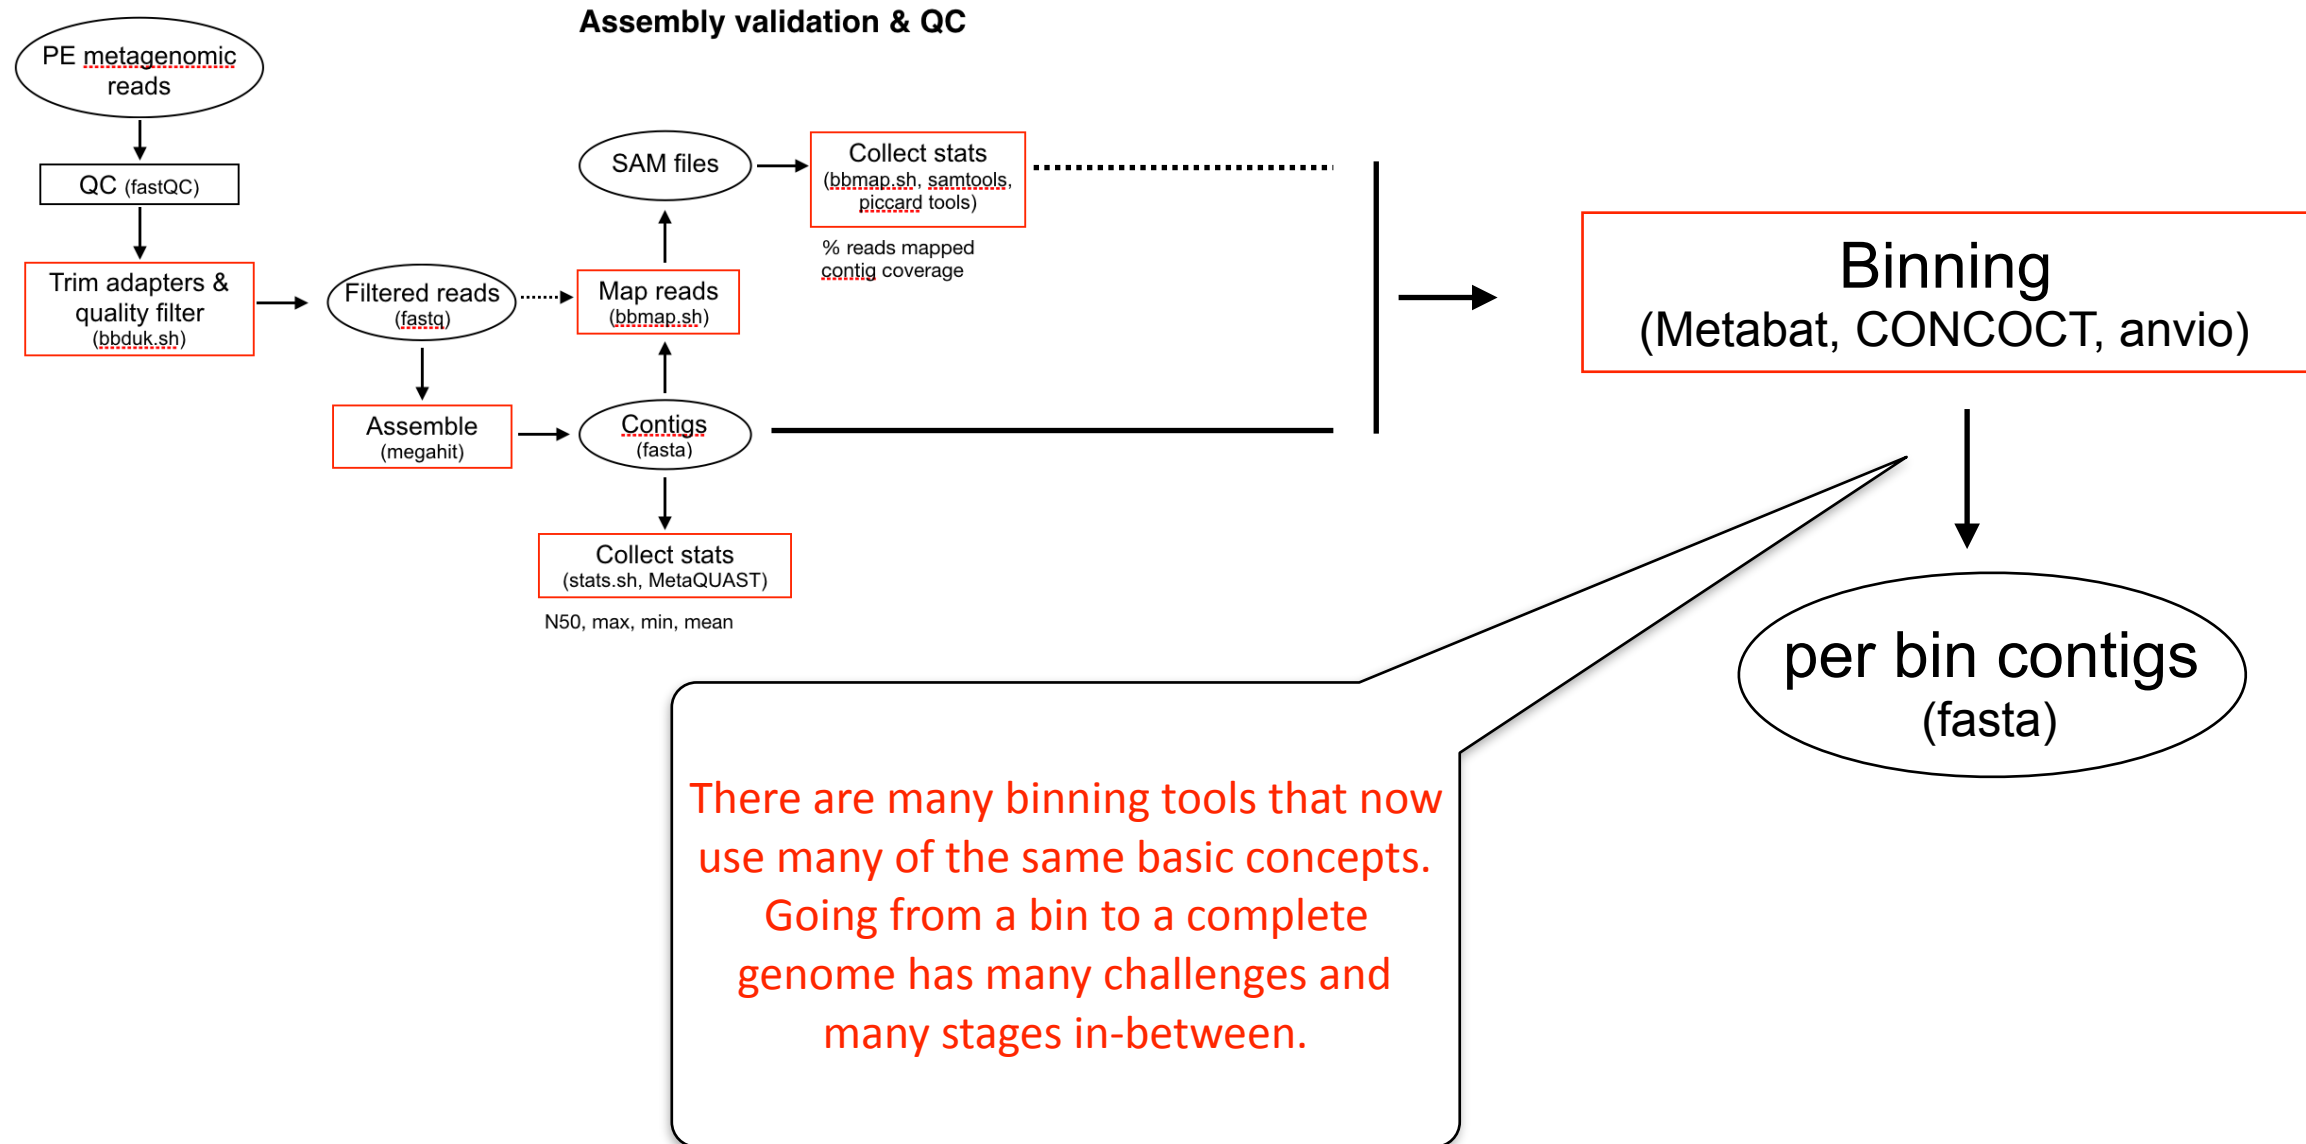 Assembly validation & QC
PE metagenomic
reads
QC (fastQC)
Trim adapters &
quality filter
(bbduk.sh)
Filtered reads
(fastq)
Assemble
(megahit)
SAM files
Map reads
(bbmap.sh)
Contigs
(fasta)
Collect stats
(stats.sh, MetaQUAST)
N50, max, min, mean
Collect stats
(bbmap.sh, samtools,
piccard tools)
% reads mapped
contig coverage
Binning
(Metabat, CONCOCT, anvio)
per bin contigs
(fasta)
There are many binning tools that now
use many of the same basic concepts.
Going from a bin to a complete
genome has many challenges and
many stages in-between.